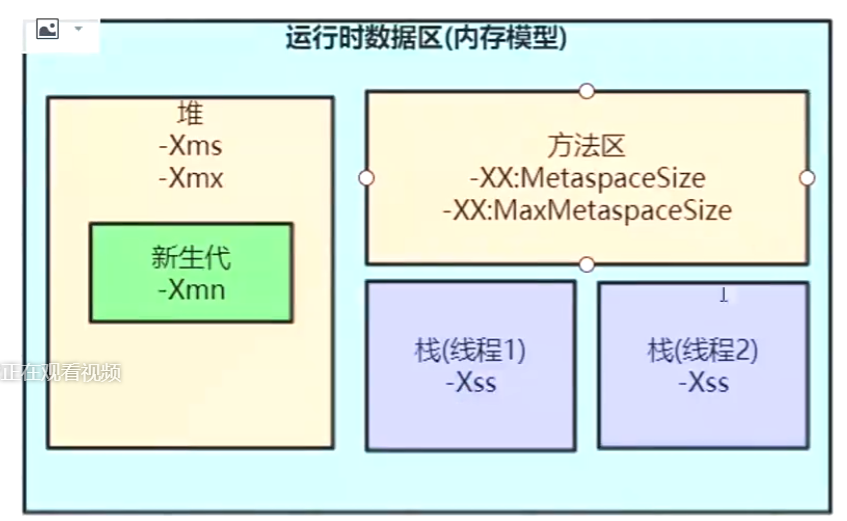 运行时数据区(内存模型)
堆
-Xms
-Xmx
新生代
-Xmn
方法区
-XX:MetaspaceSize
-XX:MaxMetaspaceSize
栈(线程1)
-Xss
栈(线程2)
-Xss
正在观看视频